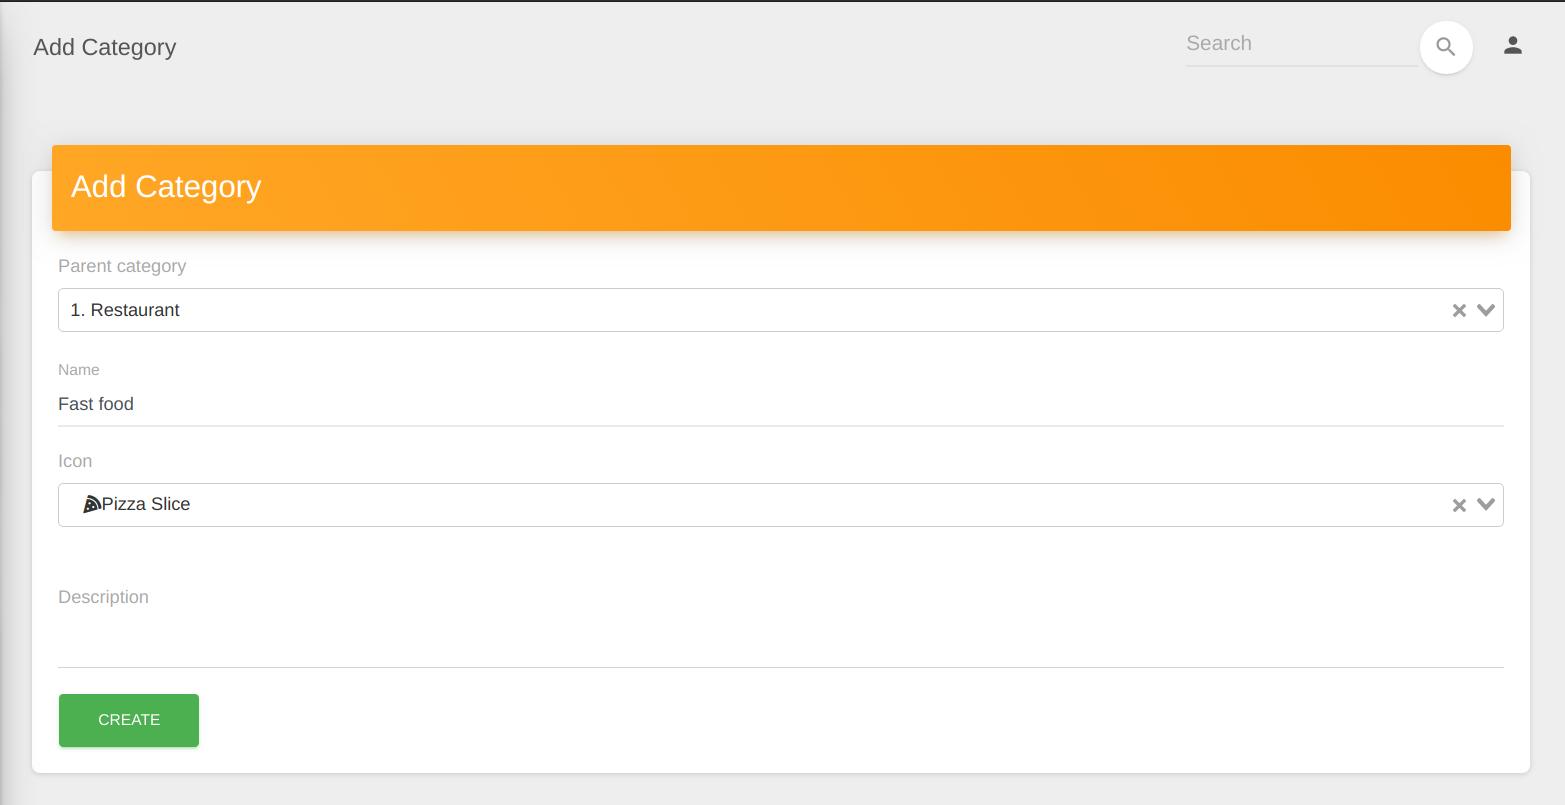 Add Category
Search
Add Category
Parent category
1. Restaurant
Name
Fast food
Icon
Pizza Slice
Description
CREATE